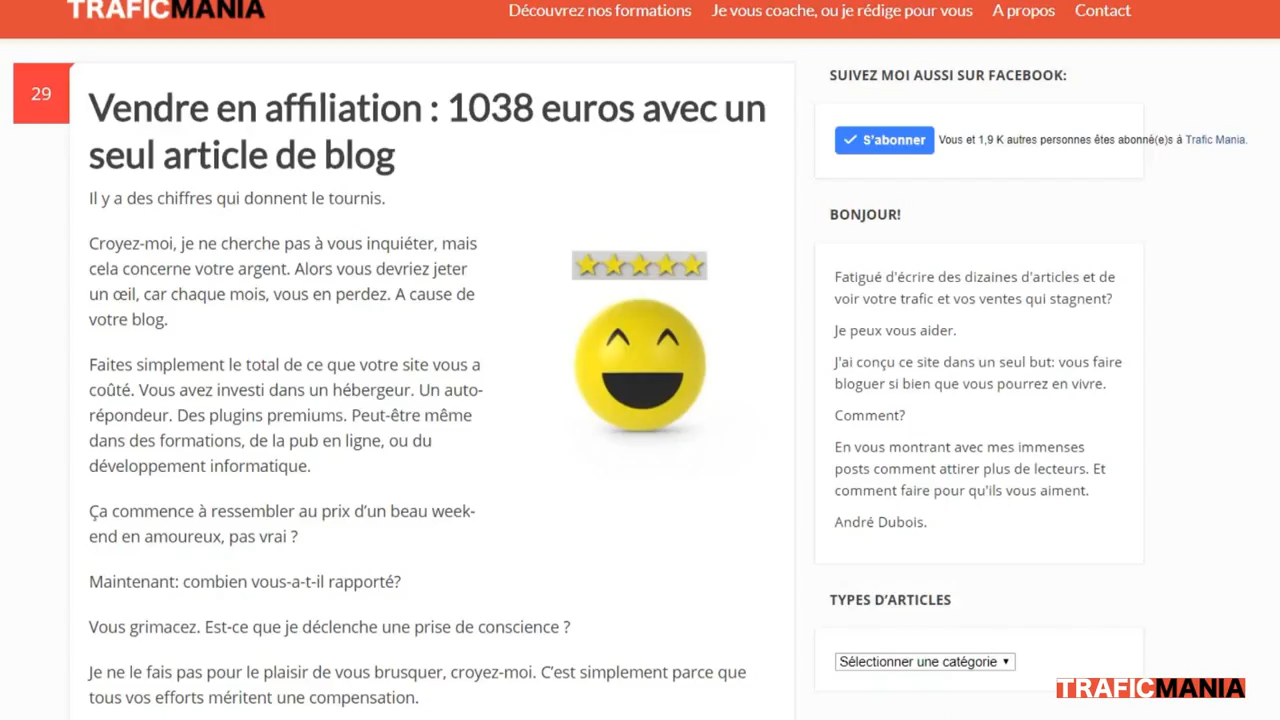 TRAFICMANIA
Découvrez nos formations
Je vous coache, ou je rédige pour vous
A propos
Contact
29
Vendre en affiliation : 1038 euros avec un
seul article de blog
Il y a des chiffres qui donnent le tournis.
Croyez-moi, je ne cherche pas à vous inquiéter, mais
cela concerne votre argent. Alors vous devriez jeter
un œil, car chaque mois, vous en perdez. A cause de
votre blog.
Faites simplement le total de ce que votre site vous a
coûté. Vous avez investi dans un hébergeur. Un auto-
répondeur. Des plugins premiums. Peut-être même
dans des formations, de la pub en ligne, ou du
développement informatique.
Ça commence à ressembler au prix d’un beau week-
end en amoureux, pas vrai ?
Maintenant: combien vous-a-t-il rapporté?
Vous grimacez. Est-ce que je déclenche une prise de conscience ?
Je ne le fais pas pour le plaisir de vous brusquer, croyez-moi. C’est simplement parce que
tous vos efforts méritent une compensation.
SUIVEZ MOI AUSSI SUR FACEBOOK:
S'abonner
Vous et 1,9 K autres personnes êtes abonné(e)s à Trafic Mania.
BONJOUR!
Fatigué d'écrire des dizaines d'articles et de
voir votre trafic et vos ventes qui stagnent?
Je peux vous aider.
J'ai conçu ce site dans un seul but: vous faire
bloguer si bien que vous pourrez en vivre.
Comment?
En vous montrant avec mes immenses
posts comment attirer plus de lecteurs. Et
comment faire pour qu'ils vous aiment.
André Dubois.
TYPES D’ARTICLES
Sélectionner une catégorie
TRAFICMANIA